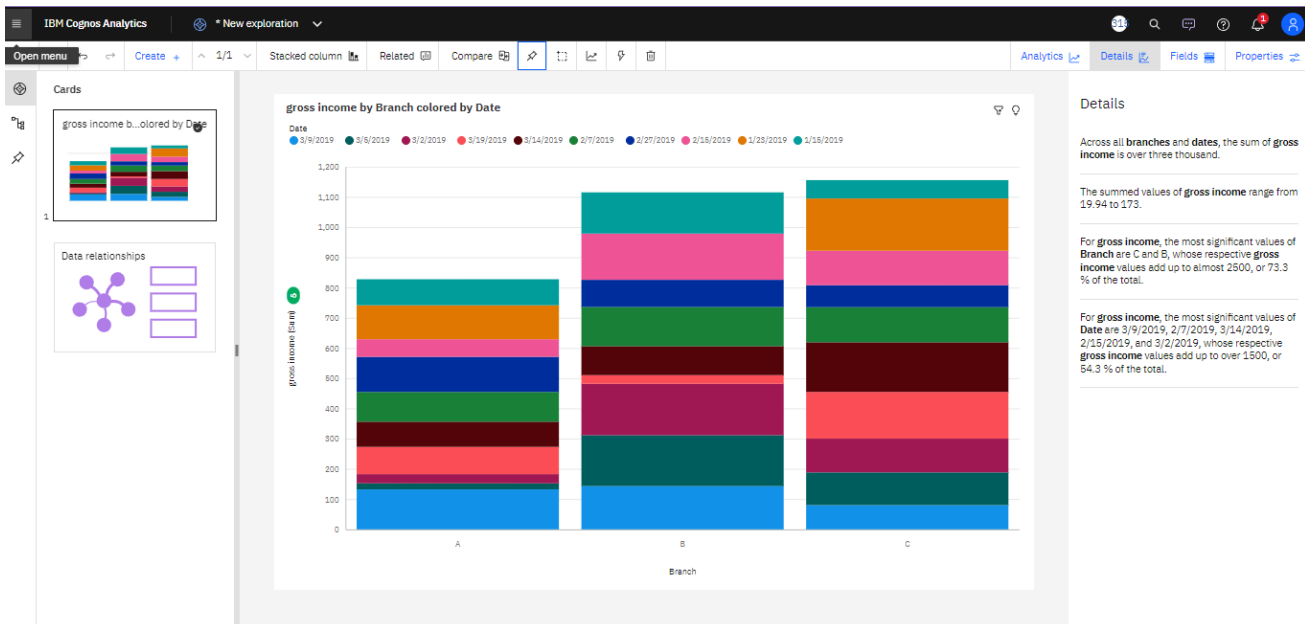 IBM Cognos Analytics
* New exploration
1
Open menu
Create +
1/1
Stacked column
Related
Compare
Analytics
Details
Fields
Properties
Cards
gross income b...olored by Date
1
Data relationships
gross income by Branch colored by Date
Date
3/9/2019 3/5/2019 3/2/2019 3/19/2019 3/14/2019 2/7/2019 2/27/2019 2/15/2019 1/23/2019 1/15/2019
1,200
1,100
1,000
900
800
700
600
500
400
300
200
100
0
gross income (Sum)
A B C
Branch
Details
Across all branches and dates, the sum of gross
income is over three thousand.
The summed values of gross income range from
19.94 to 173.
For gross income, the most significant values of
Branch are C and B, whose respective gross
income values add up to almost 2500, or 73.3
% of the total.
For gross income, the most significant values of
Date are 3/9/2019, 2/7/2019, 3/14/2019,
2/15/2019, and 3/2/2019, whose respective
gross income values add up to over 1500, or
54.3 % of the total.